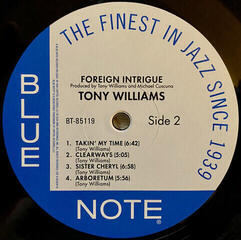 THE FINEST IN JAZZ SINCE 1939
FOREIGN INTRIGUE
Produced by Tony Williams and Michael Cuscuna
TONY WILLIAMS
BT-85119
Side 2
1. TAKIN' MY TIME (6:42)
(Tony Williams)
2. CLEARWAYS (5:05)
(Tony Williams)
3. SISTER CHERYL (6:58)
(Tony Williams)
4. ARBORETUM (5:56)
(Tony Williams)
BLUE
NOTE®